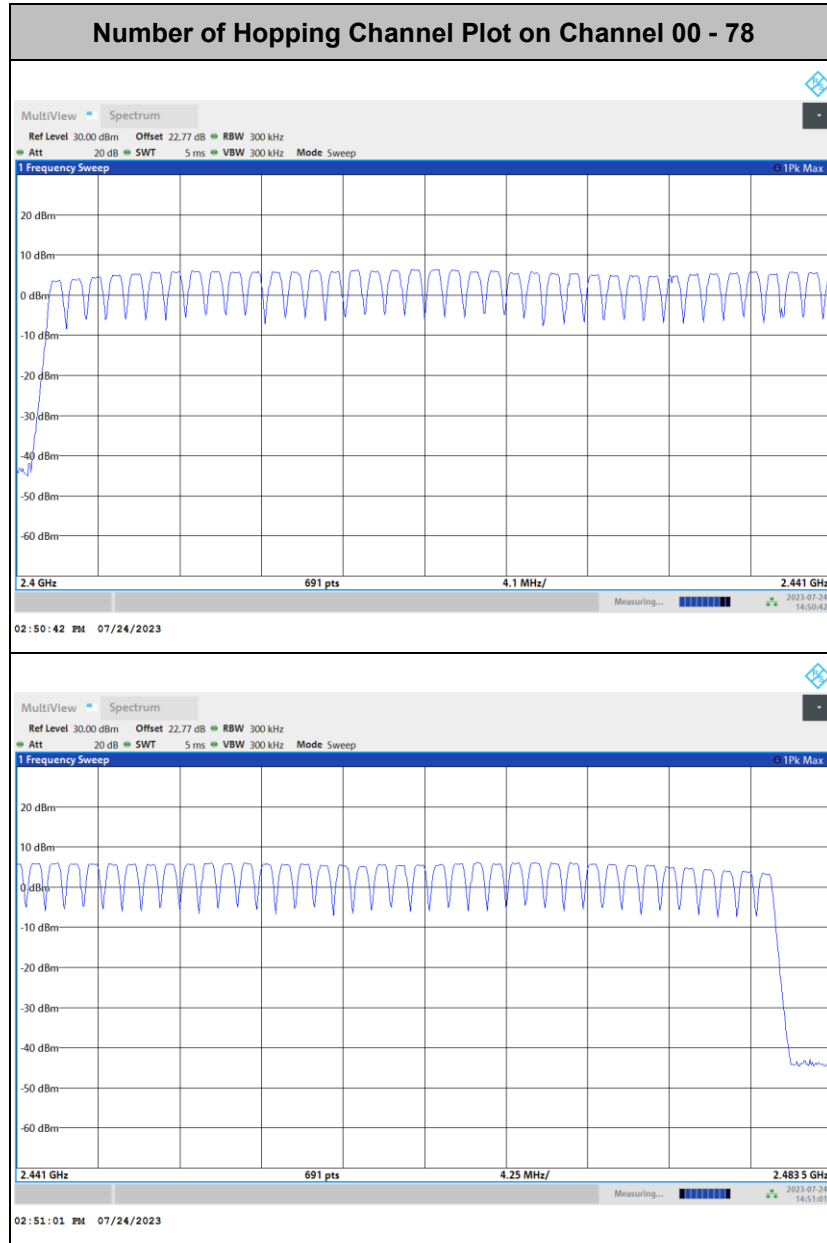 Number of Hopping Channel Plot on Channel 00 - 78
MultiView Spectrum
Ref Level 30.00 dBm Offset 22.77 dB RBW 300 kHz
Att 20 dB SWT 5 ms VBW 300 kHz Mode Sweep
1 Frequency Sweep 1Pk Max
20 dBm
10 dBm
0 dBm
-10 dBm
-20 dBm
-30 dBm
-40 dBm
-50 dBm
-60 dBm
2.4 GHz 691 pts 4.1 MHz/ 2.441 GHz
Measuring... 2023-07-24
14:50:42
02:50:42 PM 07/24/2023
MultiView Spectrum
Ref Level 30.00 dBm Offset 22.77 dB RBW 300 kHz
Att 20 dB SWT 5 ms VBW 300 kHz Mode Sweep
1 Frequency Sweep 1Pk Max
20 dBm
10 dBm
0 dBm
-10 dBm
-20 dBm
-30 dBm
-40 dBm
-50 dBm
-60 dBm
2.441 GHz 691 pts 4.25 MHz/ 2.4835 GHz
Measuring... 2023-07-24
14:51:01
02:51:01 PM 07/24/2023